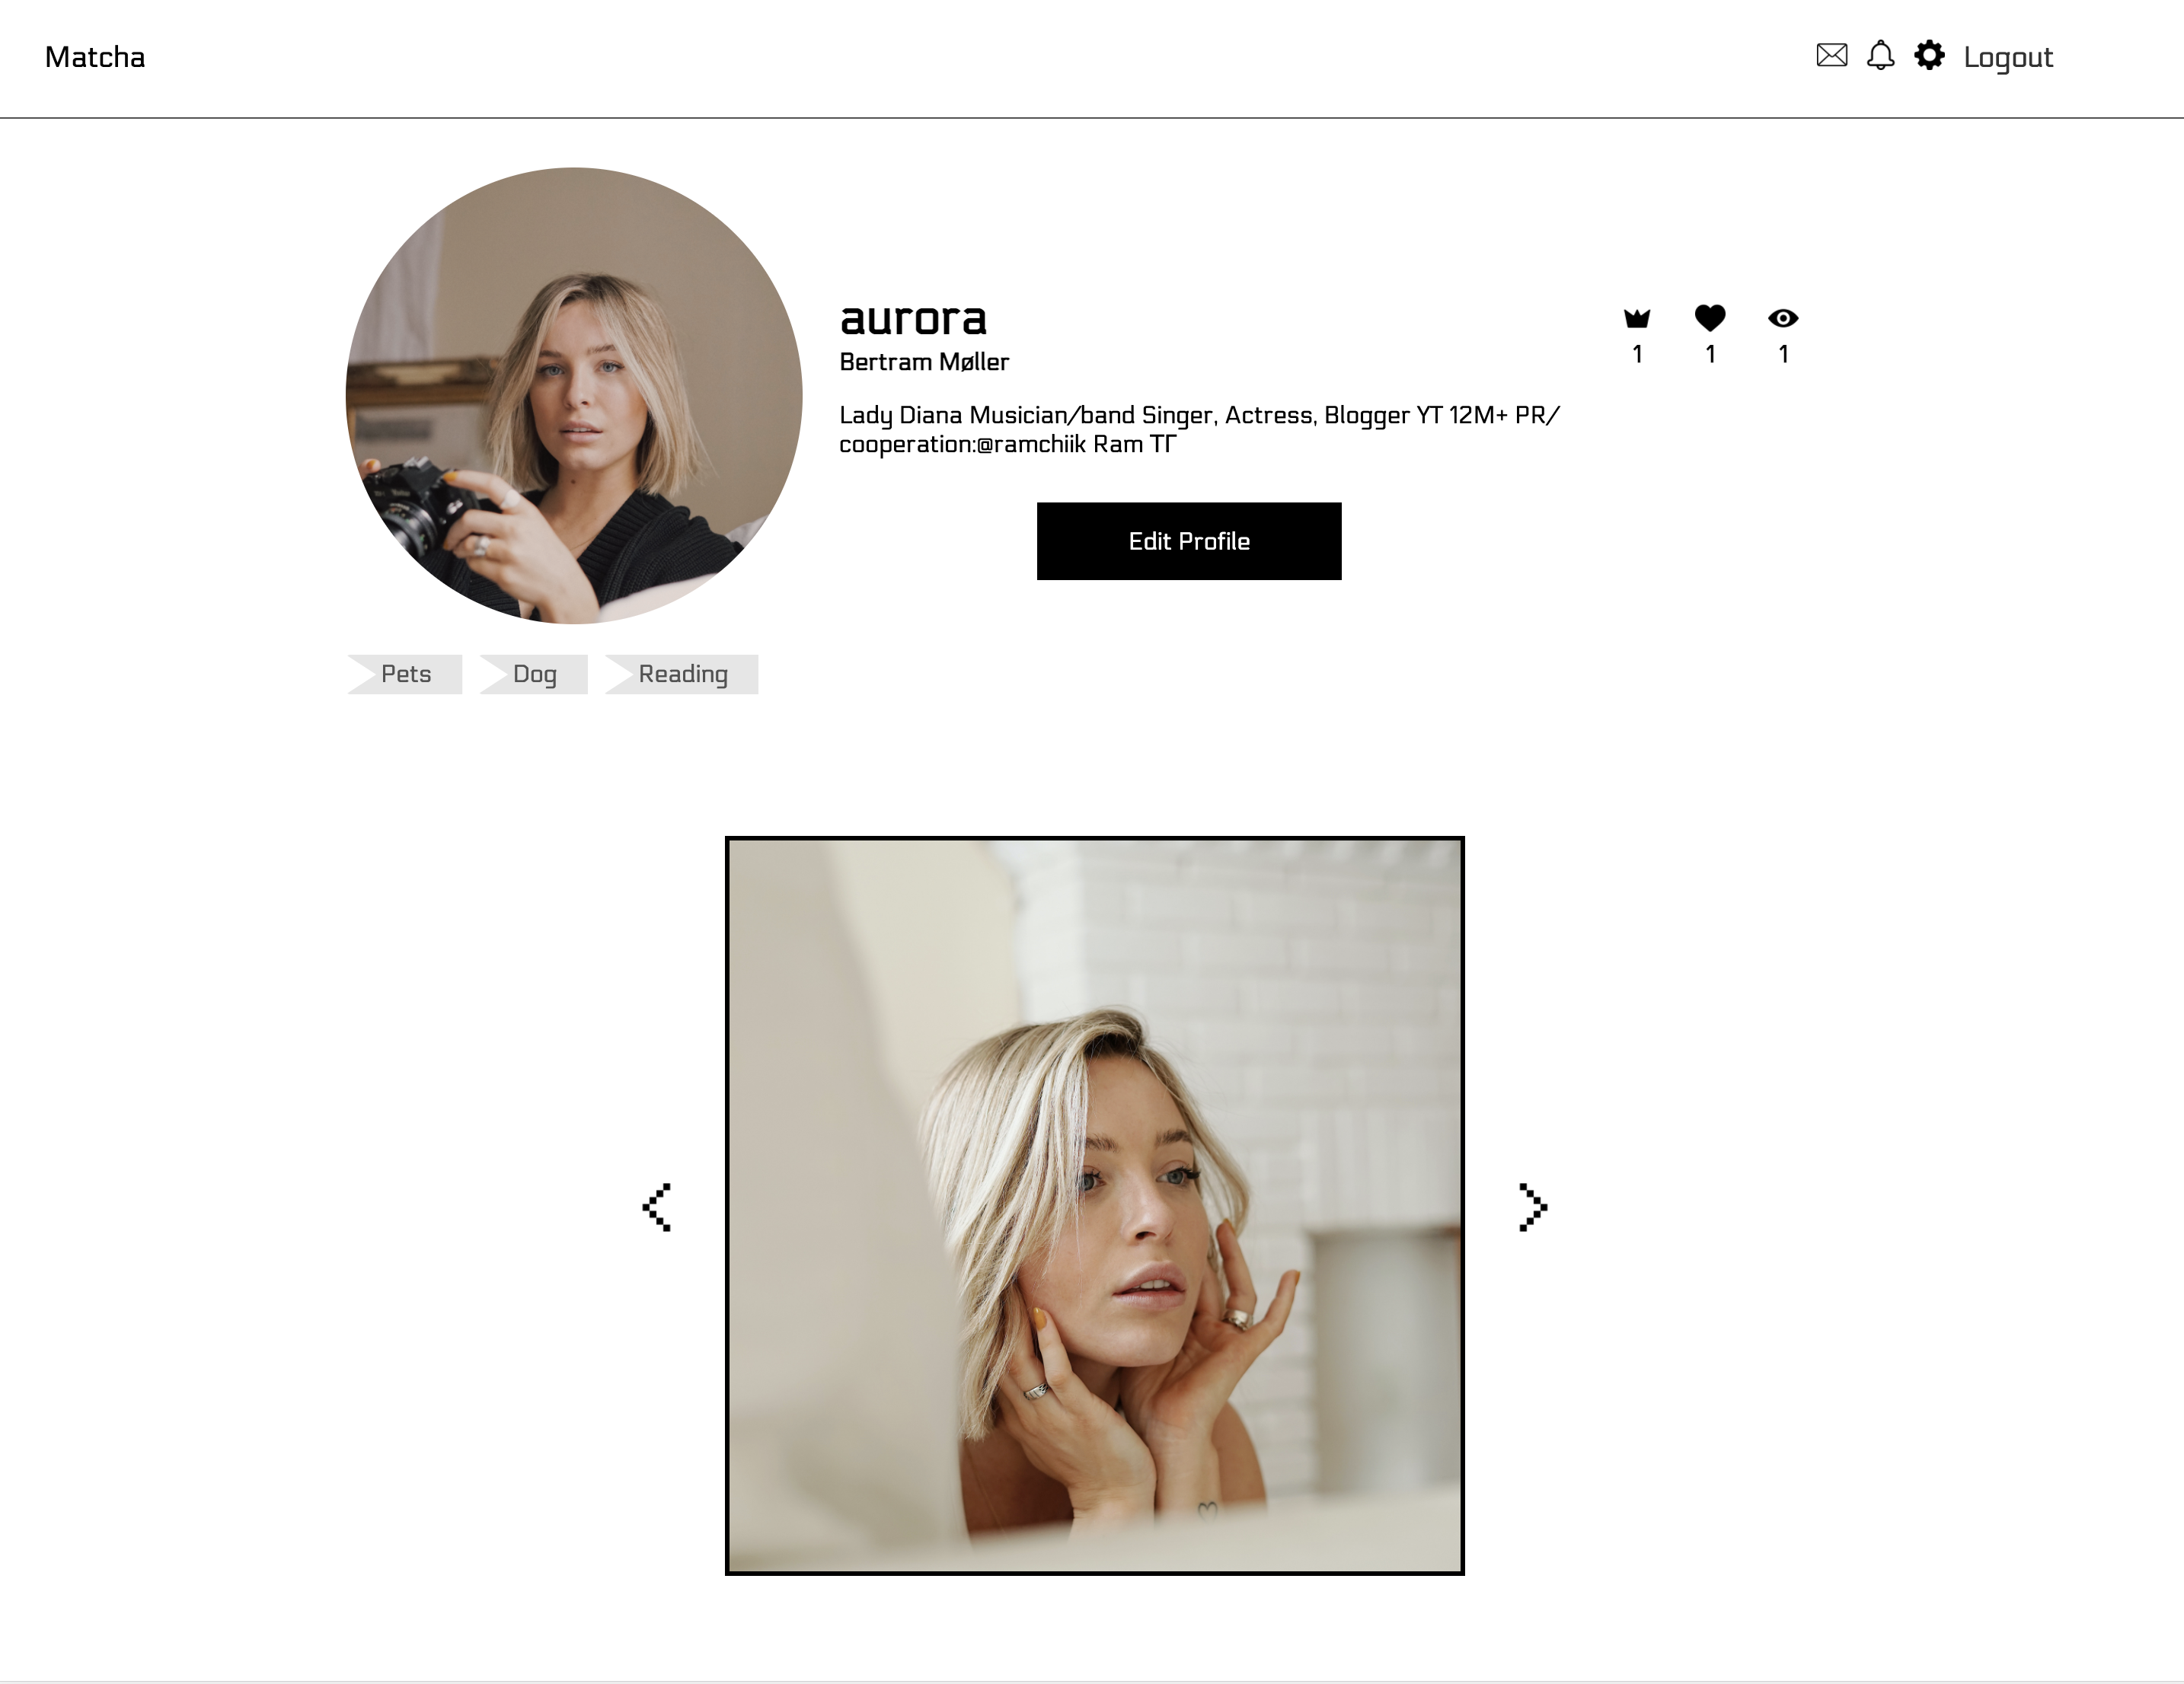 Matcha
Logout
aurora
Bertram Møller
1
1
1
Lady Diana Musician/band Singer, Actress, Blogger YT 12M+ PR/
cooperation:@ramchiik Ram ТГ
Edit Profile
Pets
Dog
Reading